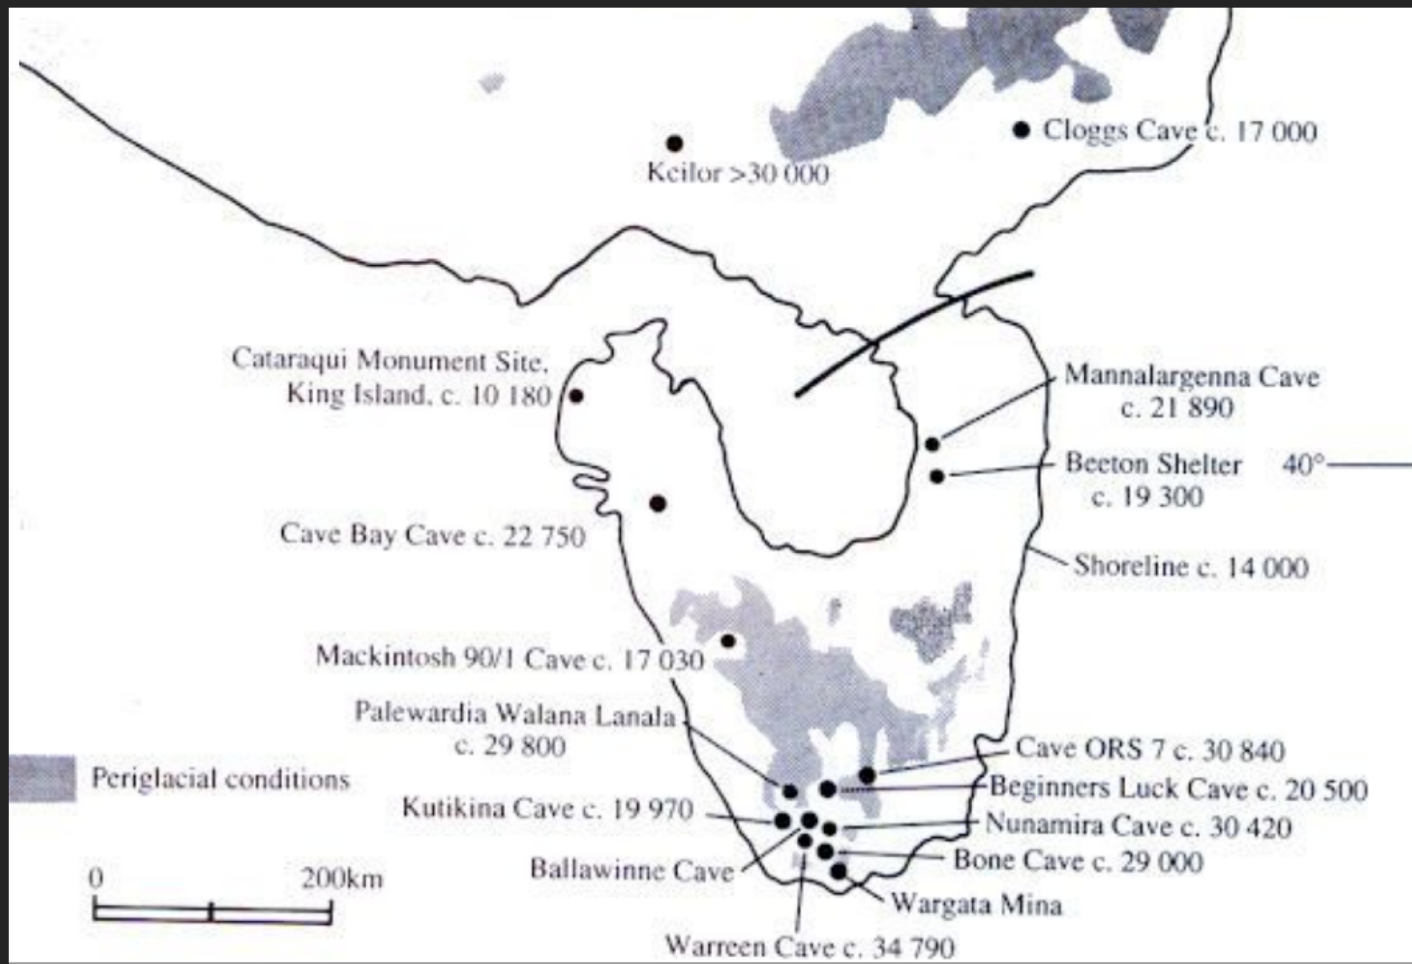 Cloggs Cave c. 17 000
Keilor >30 000
Cataraqui Monument Site,
King Island, c. 10 180
Mannalargenna Cave
c. 21 890
Beeton Shelter
c. 19 300
40°
Cave Bay Cave c. 22 750
Shoreline c. 14 000
Mackintosh 90/1 Cave c. 17 030
Palewardia Walana Lanala
c. 29 800
Cave ORS 7 c. 30 840
Periglacial conditions
Beginners Luck Cave c. 20 500
Kutikina Cave c. 19 970
Nunamira Cave c. 30 420
Bone Cave c. 29 000
Ballawinne Cave
0 200km
Wargata Mina
Warreen Cave c. 34 790